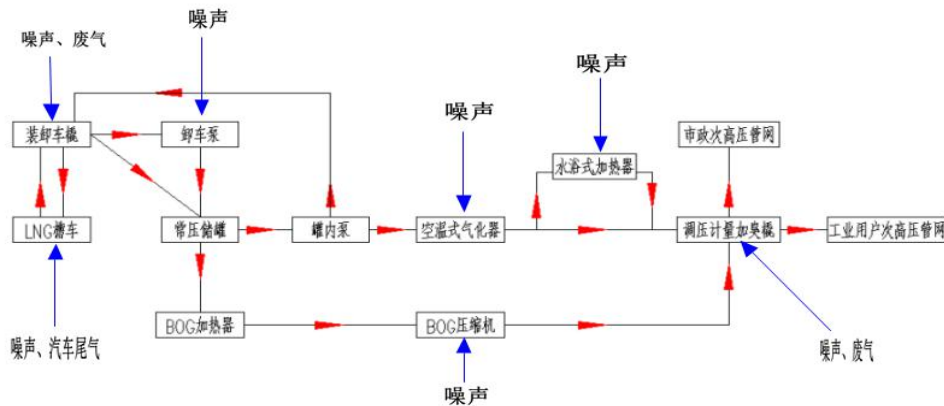 噪声
噪声、废气
噪声
噪声
装卸车撬
卸车泵
市政次高压管网
水浴式加热器
LNG槽车
常压储罐
罐内泵
空温式气化器
调压计量加臭撬
工业用户次高压管网
BOG加热器
BOG压缩机
噪声、汽车尾气
噪声、废气
噪声